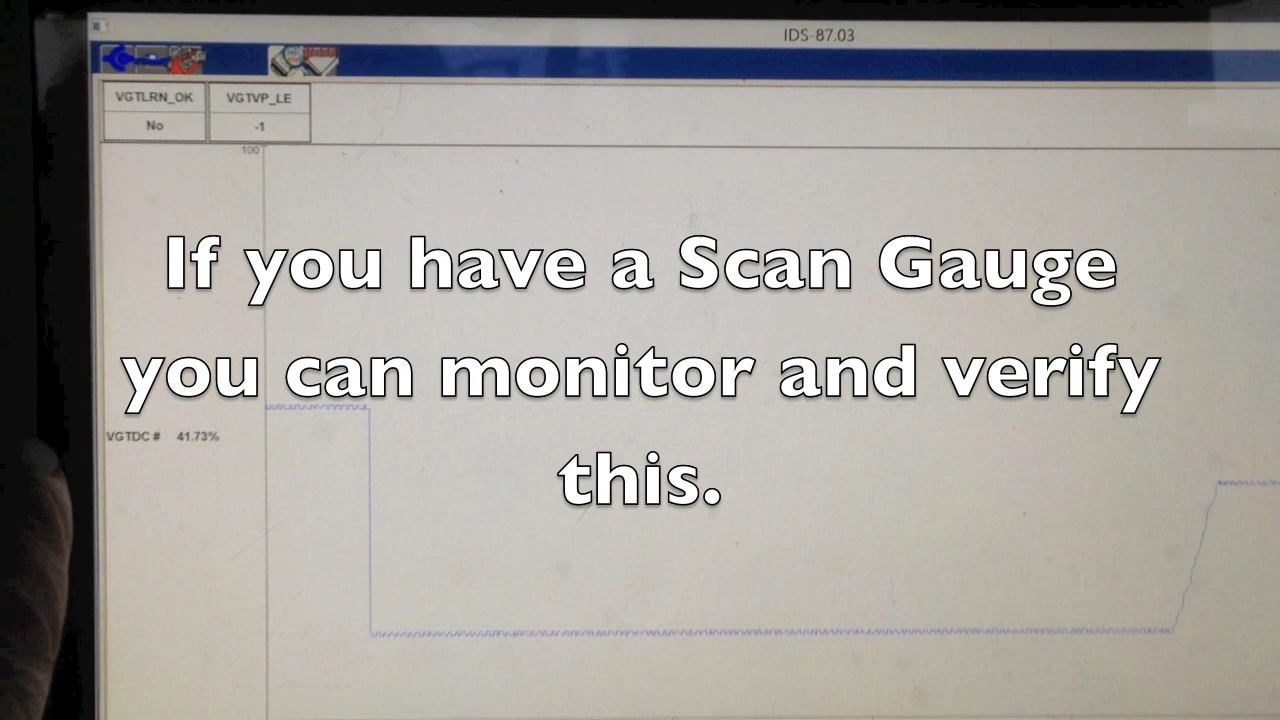 IDS-87.03
VGTLRN_OK VGTVP_LE
No -1
100
If you have a Scan Gauge
you can monitor and verify
this.
VGTDC # 41.73%